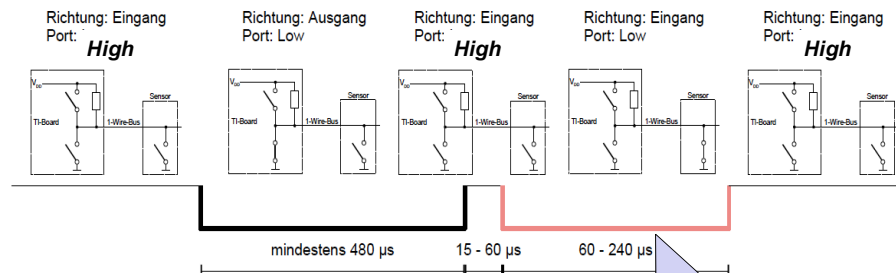 Richtung: Eingang
Port:
High
Richtung: Ausgang
Port: Low
Richtung: Eingang
Port:
High
Richtung: Eingang
Port: Low
Richtung: Eingang
Port:
High
VDD
Sensor
TI-Board
1-Wire-Bus
VDD
Sensor
TI-Board
1-Wire-Bus
VDD
Sensor
TI-Board
1-Wire-Bus
VDD
Sensor
TI-Board
1-Wire-Bus
VDD
Sensor
TI-Board
1-Wire-Bus
mindestens 480 µs
15 - 60 µs
60 - 240 µs